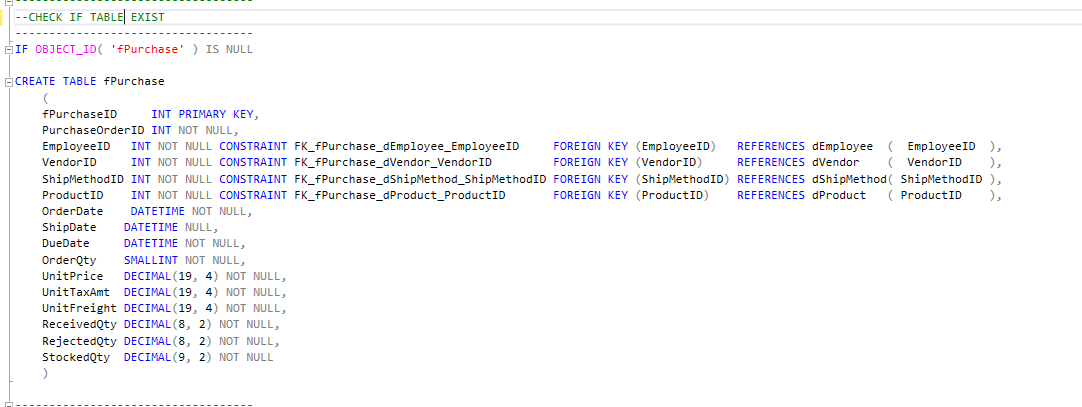 ----------------------------------
--CHECK IF TABLE EXIST
----------------------------------
IF OBJECT_ID( 'fPurchase' ) IS NULL
CREATE TABLE fPurchase
(
fPurchaseID     INT PRIMARY KEY,
PurchaseOrderID INT NOT NULL,
EmployeeID   INT NOT NULL CONSTRAINT FK_fPurchase_dEmployee_EmployeeID     FOREIGN KEY (EmployeeID)   REFERENCES dEmployee  (  EmployeeID  ),
VendorID     INT NOT NULL CONSTRAINT FK_fPurchase_dVendor_VendorID         FOREIGN KEY (VendorID)     REFERENCES dVendor    (  VendorID    ),
ShipMethodID INT NOT NULL CONSTRAINT FK_fPurchase_dShipMethod_ShipMethodID FOREIGN KEY (ShipMethodID) REFERENCES dShipMethod( ShipMethodID ),
ProductID    INT NOT NULL CONSTRAINT FK_fPurchase_dProduct_ProductID       FOREIGN KEY (ProductID)    REFERENCES dProduct   ( ProductID    ),
OrderDate    DATETIME NOT NULL,
ShipDate    DATETIME NULL,
DueDate     DATETIME NOT NULL,
OrderQty    SMALLINT NOT NULL,
UnitPrice   DECIMAL(19, 4) NOT NULL,
UnitTaxAmt  DECIMAL(19, 4) NOT NULL,
UnitFreight DECIMAL(19, 4) NOT NULL,
ReceivedQty DECIMAL(8, 2) NOT NULL,
RejectedQty DECIMAL(8, 2) NOT NULL,
StockedQty  DECIMAL(9, 2) NOT NULL
)
----------------------------------